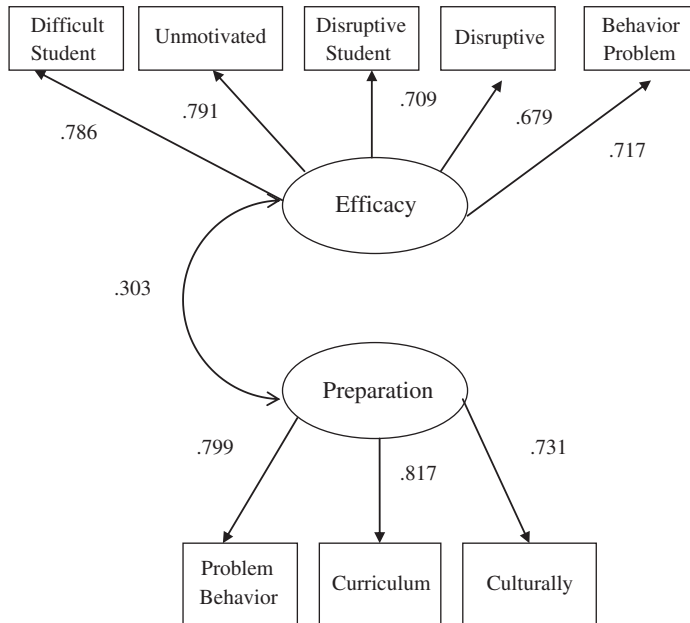 Difficult
Student
Unmotivated
Disruptive
Student
Disruptive
Behavior
Problem
.786
.791
.709
.679
.717
Efficacy
.303
Preparation
.799
.817
.731
Problem
Behavior
Curriculum
Culturally